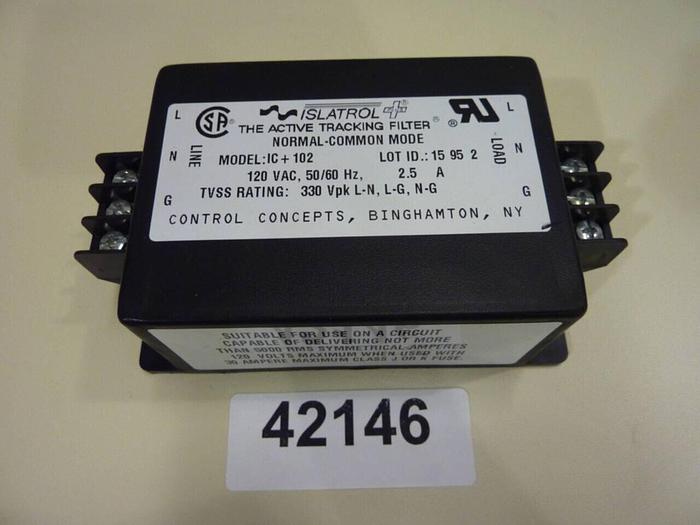 L
N
G
LINE
CSA
ISLATROL+®
THE ACTIVE TRACKING FILTER®
NORMAL-COMMON MODE
MODEL: IC+102 LOT ID.: 15 95 2
120 VAC, 50/60 Hz, 2.5 A
TVSS RATING: 330 Vpk L-N, L-G, N-G
CONTROL CONCEPTS, BINGHAMTON, NY
®
RU
LOAD
L
N
G
SUITABLE FOR USE ON A CIRCUIT
CAPABLE OF DELIVERING NOT MORE
THAN 5000 RMS SYMMETRICAL-AMPTRES
120 VOLTS MAXIMUM WHEN USED WITH
30 AMPERE MAXIMUM CLASS J OR K FUSE.
42146